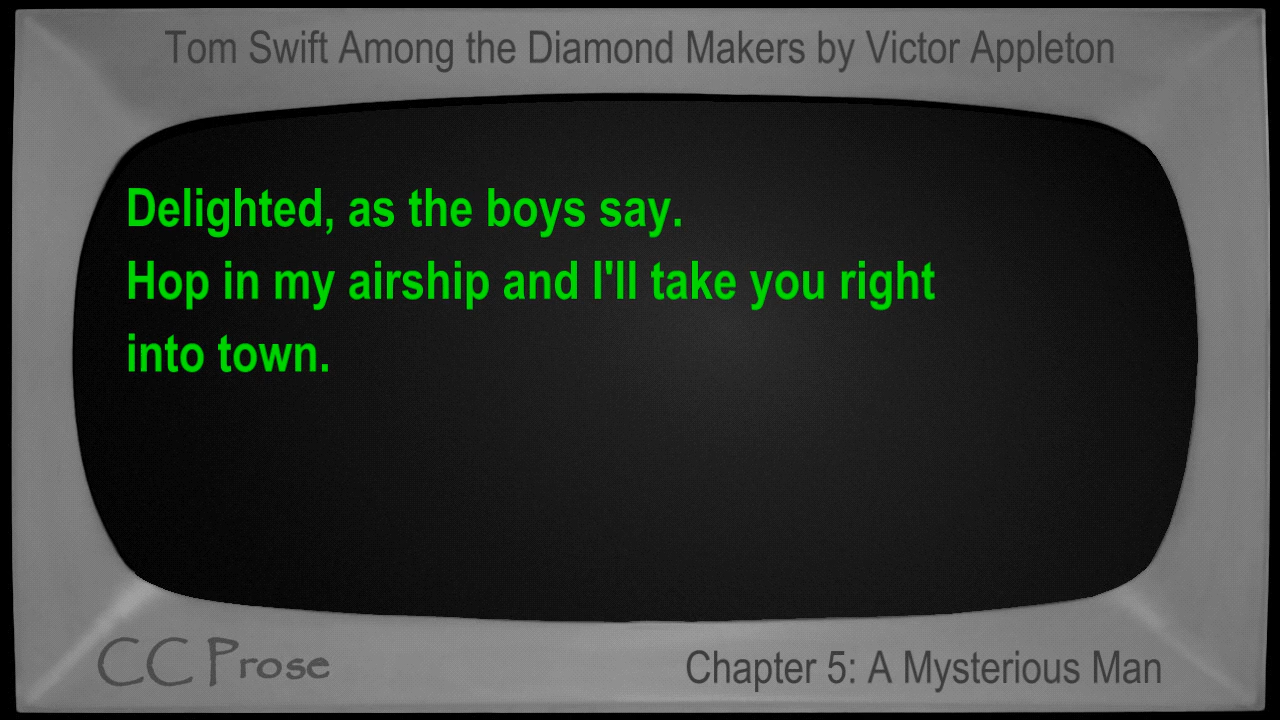 Tom Swift Among the Diamond Makers by Victor Appleton
Delighted, as the boys say.
Hop in my airship and I'll take you right
into town.
CC Prose
Chapter 5: A Mysterious Man